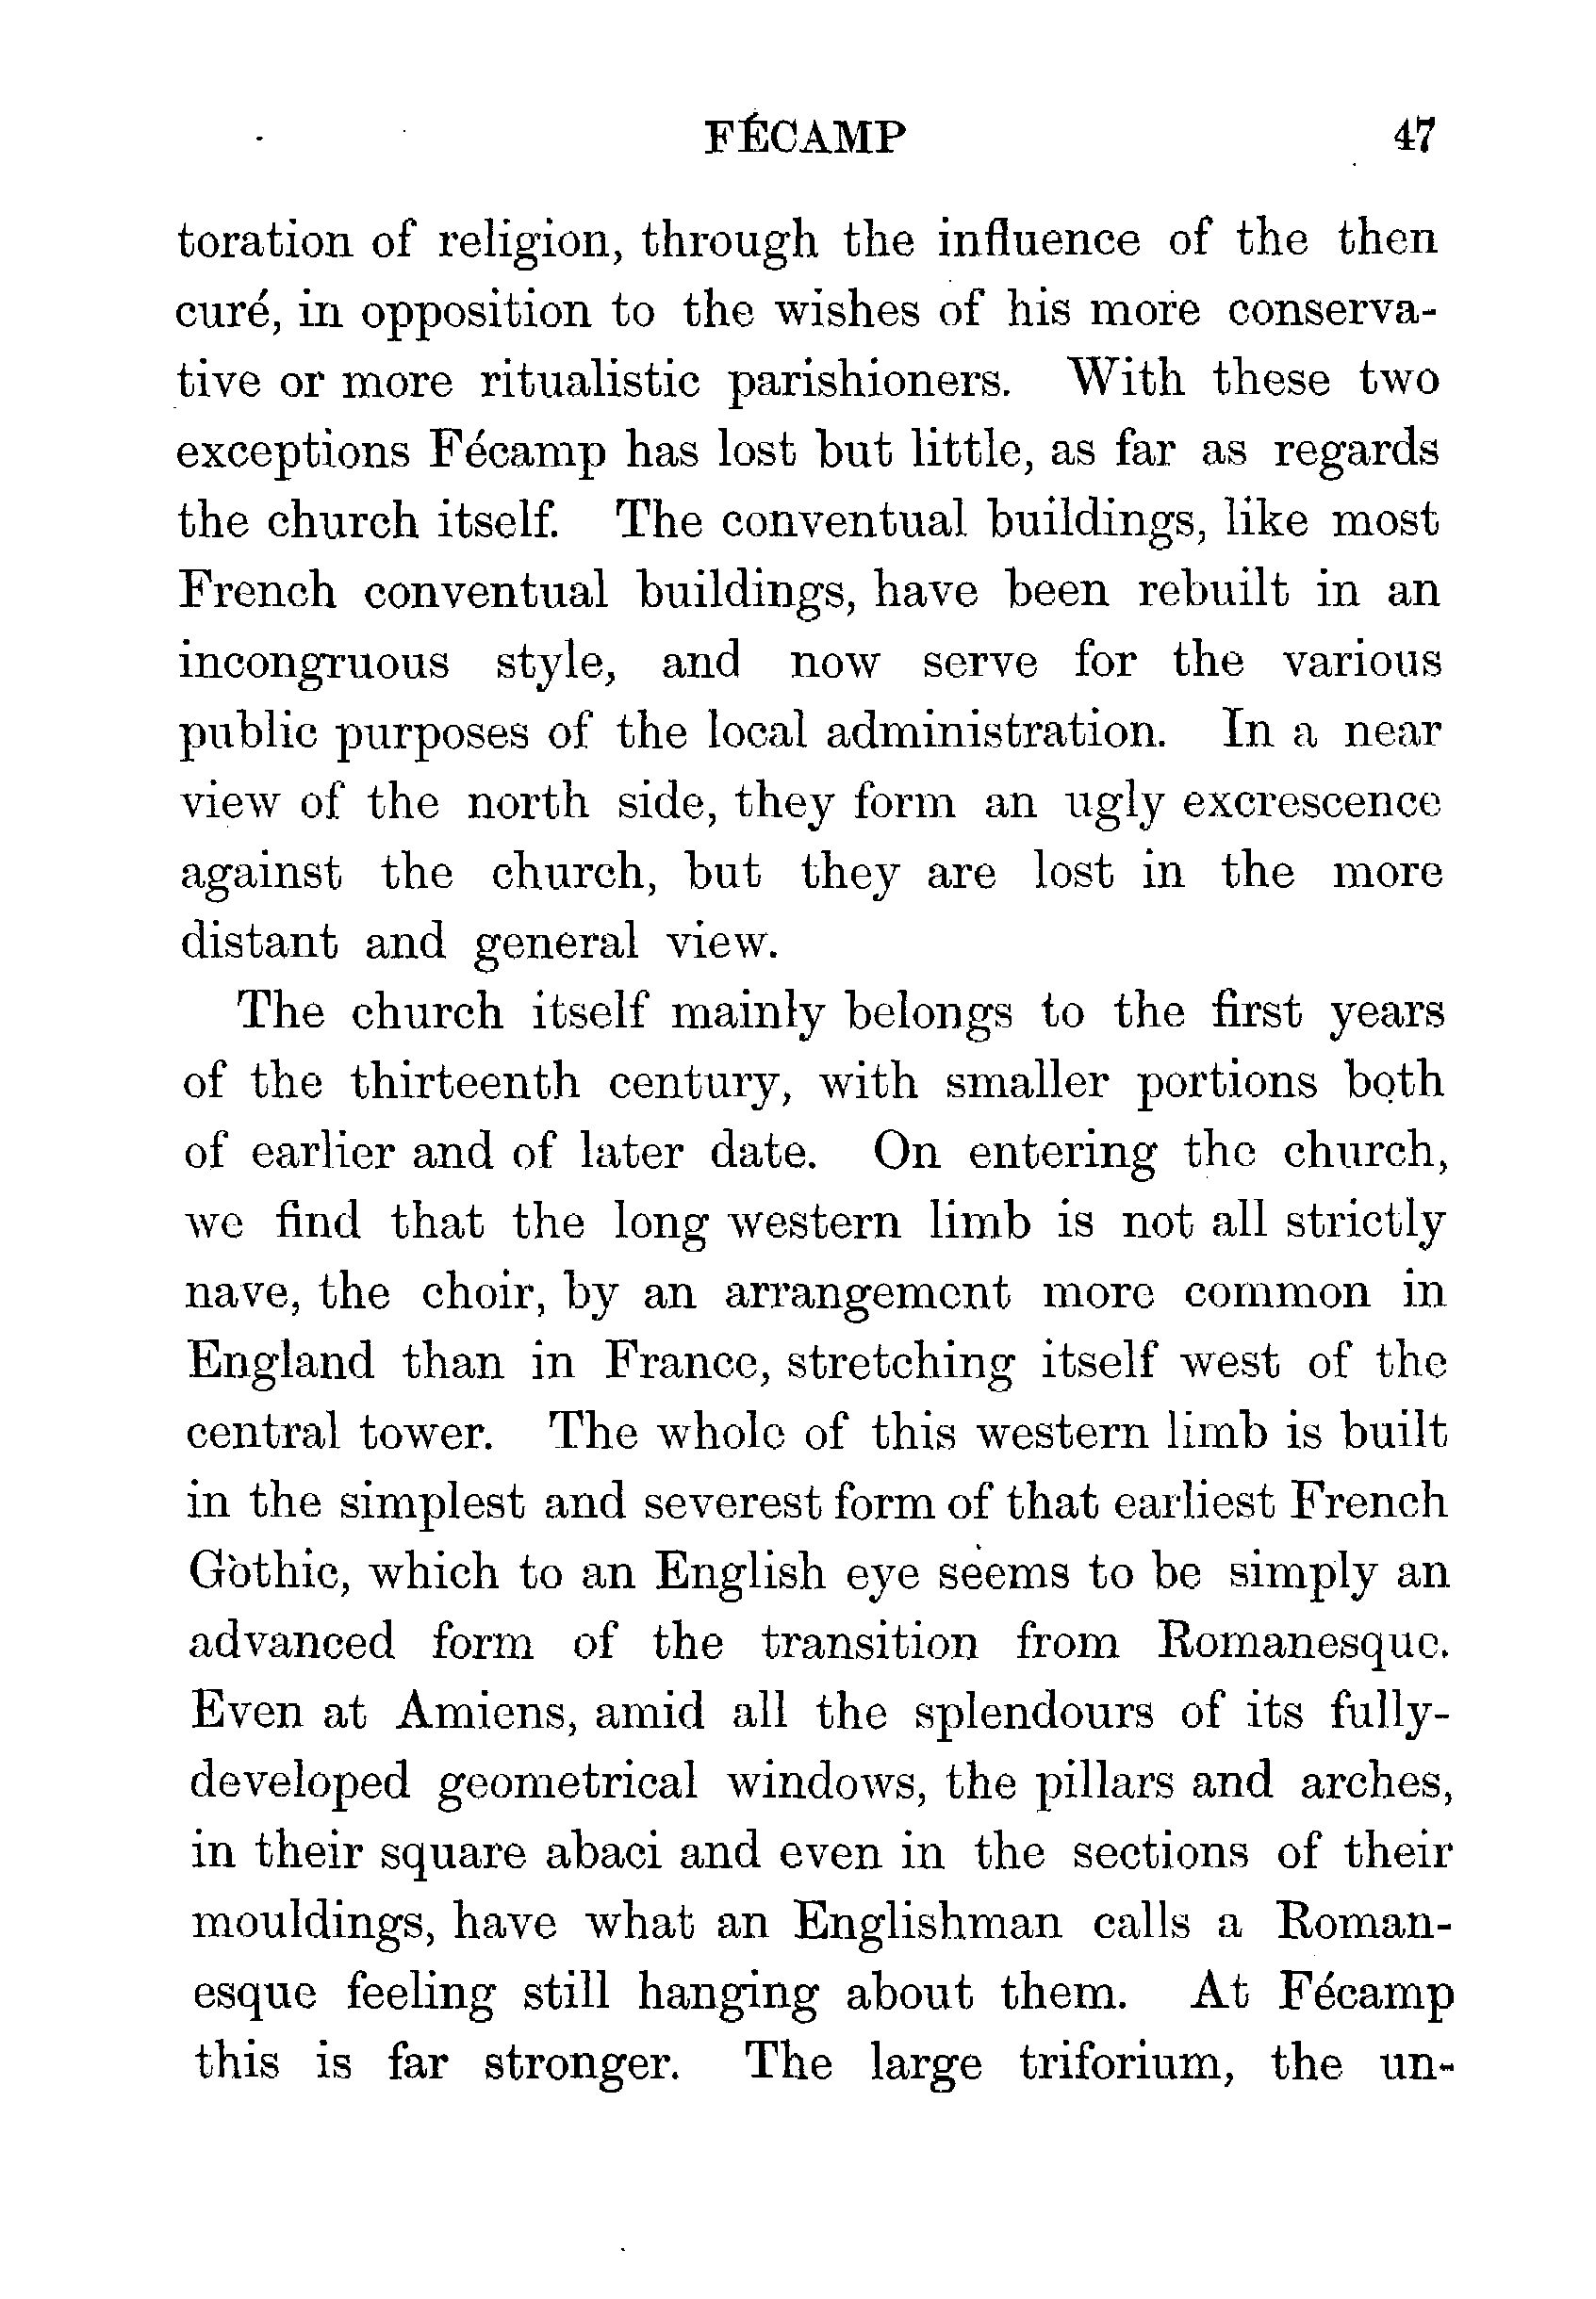 FÉCAMP 47
toration of religion, through the influence of the then
curé, in opposition to the wishes of his more conserva-
tive or more ritualistic parishioners. With these two
exceptions Fécamp has lost but little, as far as regards
the church itself. The conventual buildings, like most
French conventual buildings, have been rebuilt in an
incongruous style, and now serve for the various
public purposes of the local administration. In a near
view of the north side, they form an ugly excrescence
against the church, but they are lost in the more
distant and general view.
The church itself mainly belongs to the first years
of the thirteenth century, with smaller portions both
of earlier and of later date. On entering the church,
we find that the long western limb is not all strictly
nave, the choir, by an arrangement more common in
England than in France, stretching itself west of the
central tower. The whole of this western limb is built
in the simplest and severest form of that earliest French
Gothic, which to an English eye seems to be simply an
advanced form of the transition from Romanesque.
Even at Amiens, amid all the splendours of its fully-
developed geometrical windows, the pillars and arches,
in their square abaci and even in the sections of their
mouldings, have what an Englishman calls a Roman-
esque feeling still hanging about them. At Fécamp
this is far stronger. The large triforium, the un-